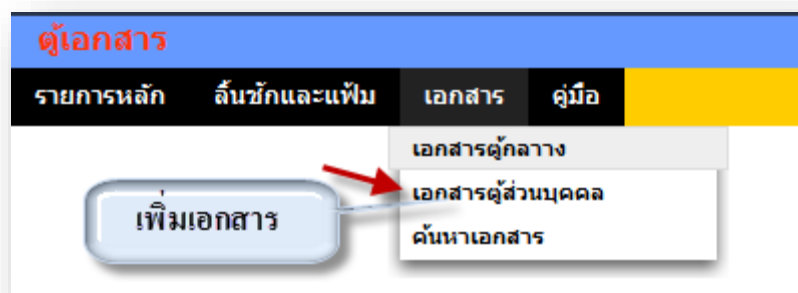 ตู้เอกสาร
รายการหลัก ลิ้นชักและแฟ้ม เอกสาร คู่มือ
เอกสารตู้กลาาง
เอกสารตู้ส่วนบุคคล
เพิ่มเอกสาร
ค้นหาเอกสาร